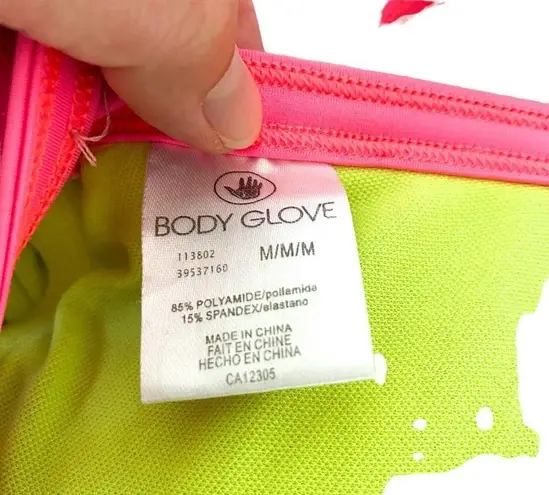 BODY GLOVE
113802
39537160
M/M/M
85% POLYAMIDE/poliamida
15% SPANDEX/elastano
MADE IN CHINA
FAIT EN CHINE
HECHO EN CHINA
CA12305